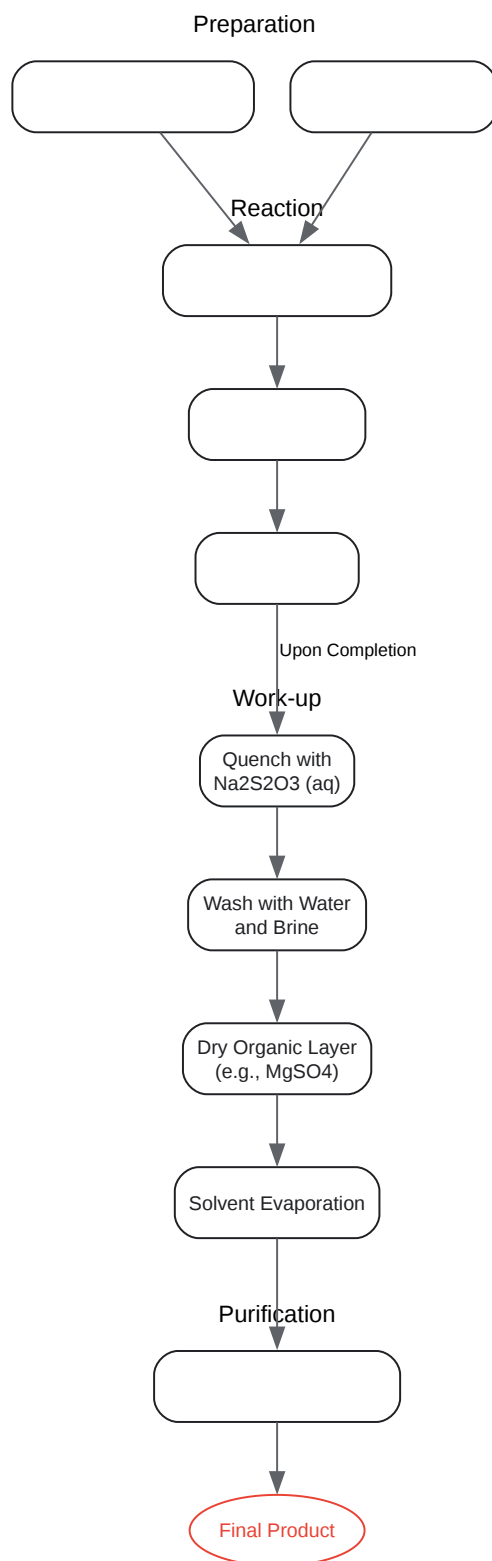 Preparation
Reaction
Upon Completion
Work-up
Quench with
Na2S2O3 (aq)
Wash with Water
and Brine
Dry Organic Layer
(e.g., MgSO4)
Solvent Evaporation
Purification
Final Product